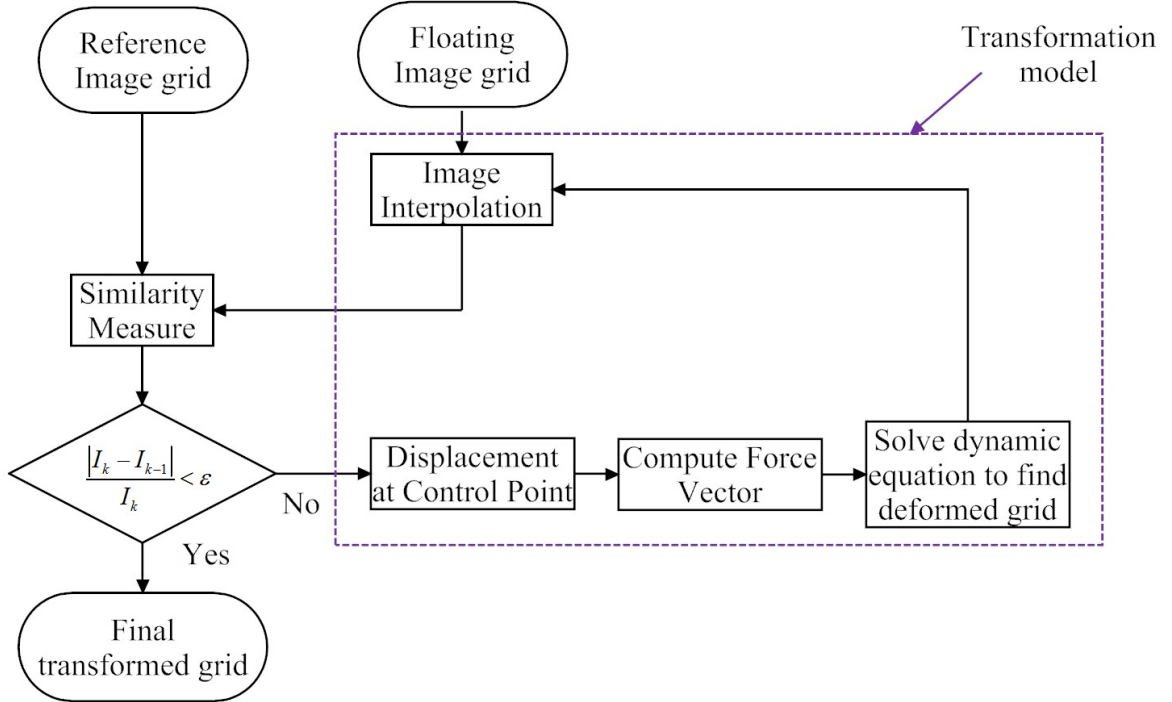 Reference
Image grid
Floating
Image grid
Transformation
model
Image
Interpolation
Similarity
Measure
|I_k − I_{k−1}| / I_k < ε
No
Yes
Displacement
at Control Point
Compute Force
Vector
Solve dynamic
equation to find
deformed grid
Final
transformed grid